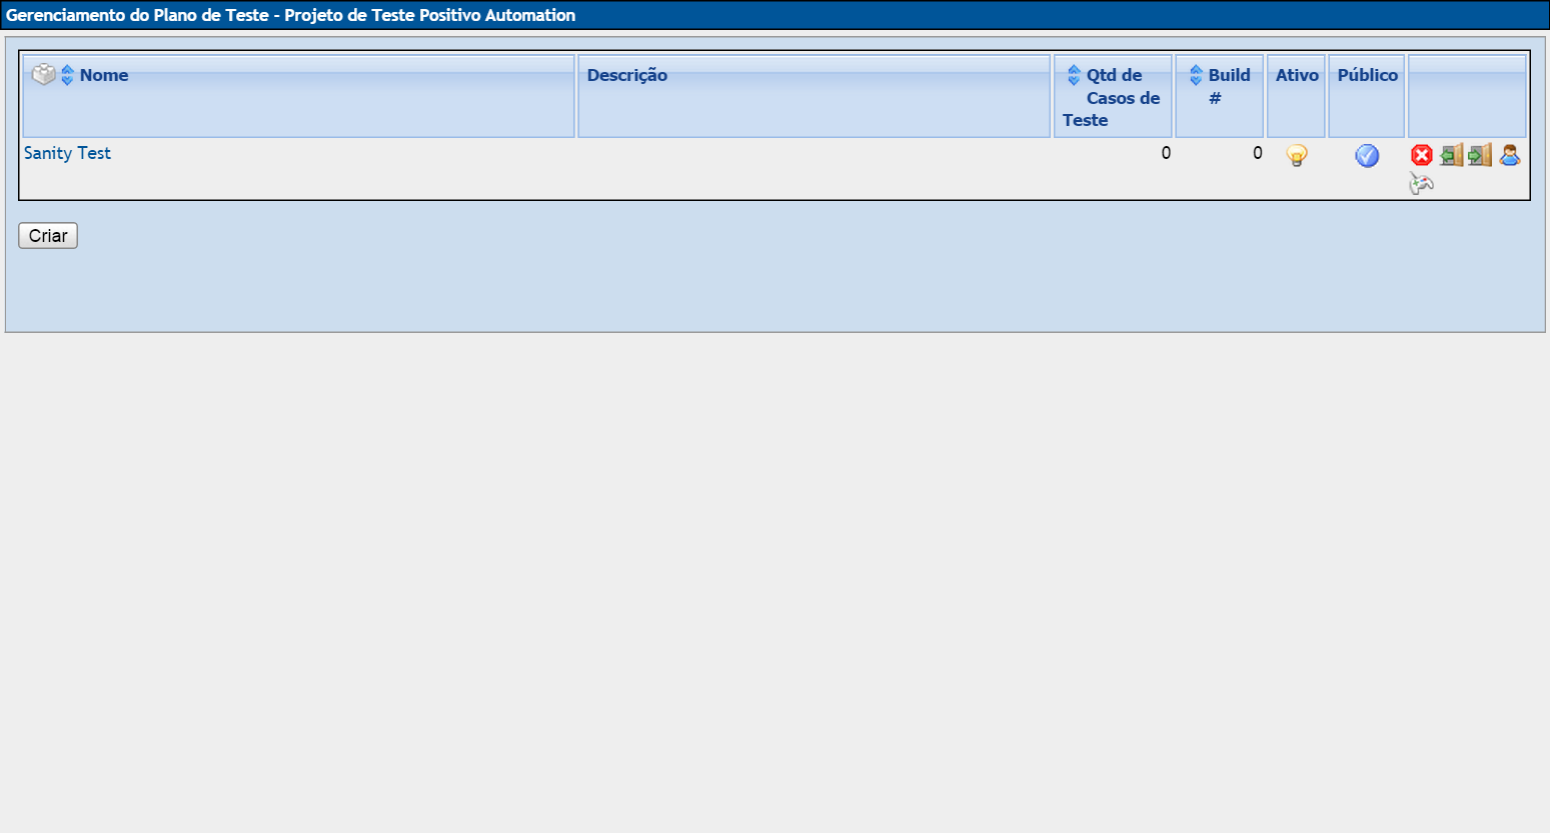 Gerenciamento do Plano de Teste - Projeto de Teste Positivo Automation
Nome
Descrição
Qtd de
Casos de
Teste
Build
#
Ativo
Público
Sanity Test
0
0
Criar